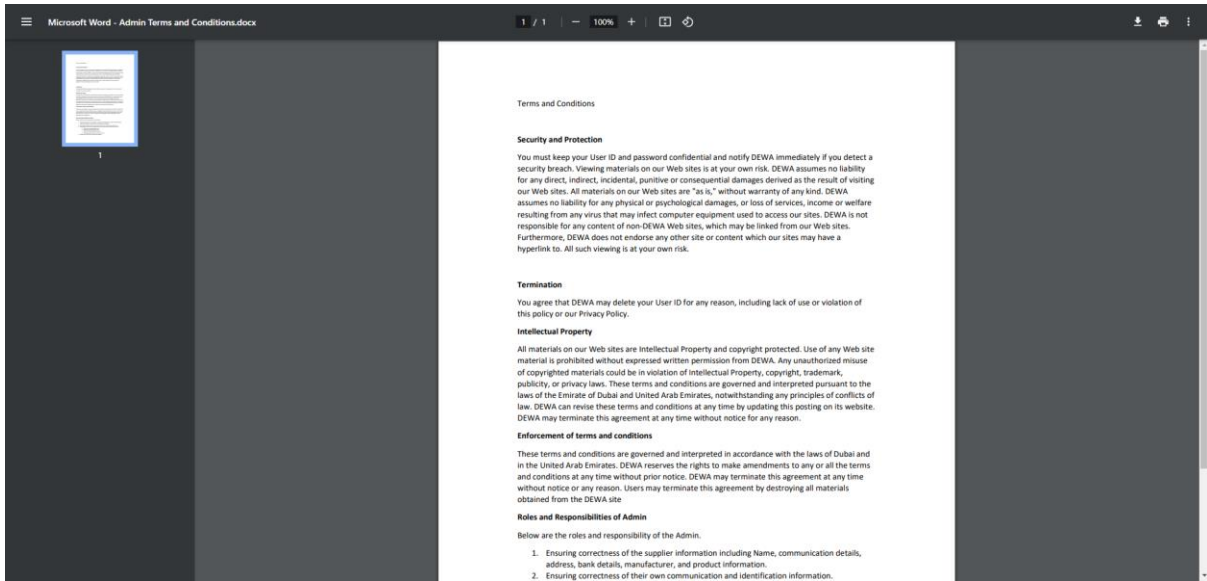 Microsoft Word - Admin Terms and Conditions.docx
1 / 1
100%
1
Terms and Conditions
Security and Protection
You must keep your User ID and password confidential and notify DEWA immediately if you detect a
security breach. Viewing materials on our Web sites is at your own risk. DEWA assumes no liability
for any direct, indirect, incidental, punitive or consequential damages derived as the result of visiting
our Web sites. All materials on our Web sites are "as is," without warranty of any kind. DEWA
assumes no liability for any physical or psychological damages, or loss of services, income or welfare
resulting from any virus that may infect computer equipment used to access our sites. DEWA is not
responsible for any content of non-DEWA Web sites, which may be linked from our Web sites.
Furthermore, DEWA does not endorse any other site or content which our sites may have a
hyperlink to. All such viewing is at your own risk.
Termination
You agree that DEWA may delete your User ID for any reason, including lack of use or violation of
this policy or our Privacy Policy.
Intellectual Property
All materials on our Web sites are Intellectual Property and copyright protected. Use of any Web site
material is prohibited without expressed written permission from DEWA. Any unauthorized misuse
of copyrighted materials could be in violation of Intellectual Property, copyright, trademark,
publicity, or privacy laws. These terms and conditions are governed and interpreted pursuant to the
laws of the Emirate of Dubai and United Arab Emirates, notwithstanding any principles of conflicts of
law. DEWA can revise these terms and conditions at any time by updating this posting on its website.
DEWA may terminate this agreement at any time without notice for any reason.
Enforcement of terms and conditions
These terms and conditions are governed and interpreted in accordance with the laws of Dubai and
in the United Arab Emirates. DEWA reserves the rights to make amendments to any or all the terms
and conditions at any time without prior notice. DEWA may terminate this agreement at any time
without notice or any reason. Users may terminate this agreement by destroying all materials
obtained from the DEWA site
Roles and Responsibilities of Admin
Below are the roles and responsibility of the Admin.
1. Ensuring correctness of the supplier information including Name, communication details,
address, bank details, manufacturer, and product information.
2. Ensuring correctness of their own communication and identification information.